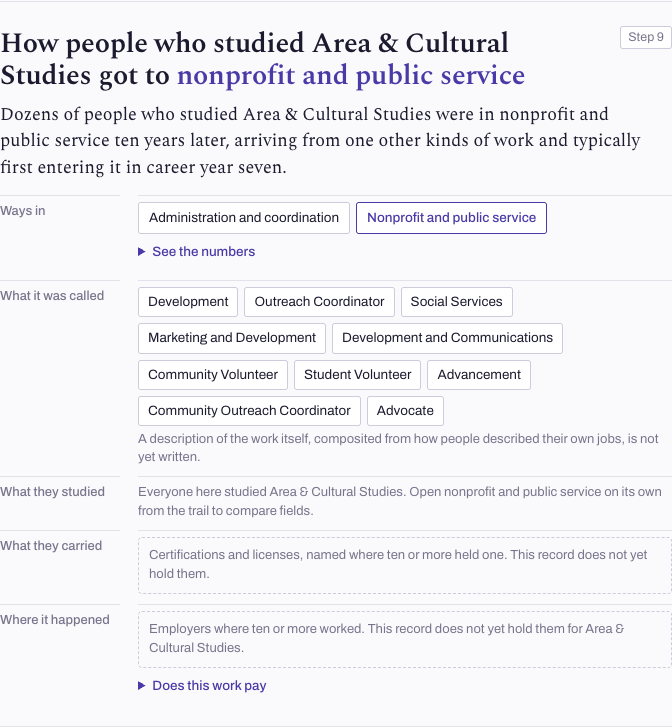 How people who studied Area & Cultural
Step 9
Studies got to nonprofit and public service
Dozens of people who studied Area & Cultural Studies were in nonprofit and
public service ten years later, arriving from one other kinds of work and typically
first entering it in career year seven.
Ways in
Administration and coordination
Nonprofit and public service
See the numbers
What it was called
Development
Outreach Coordinator
Social Services
Marketing and Development
Development and Communications
Community Volunteer
Student Volunteer
Advancement
Community Outreach Coordinator
Advocate
A description of the work itself, composited from how people described their own jobs, is not
yet written.
What they studied
Everyone here studied Area & Cultural Studies. Open nonprofit and public service on its own
from the trail to compare fields.
What they carried
Certifications and licenses, named where ten or more held one. This record does not yet
hold them.
Where it happened
Employers where ten or more worked. This record does not yet hold them for Area &
Cultural Studies.
Does this work pay